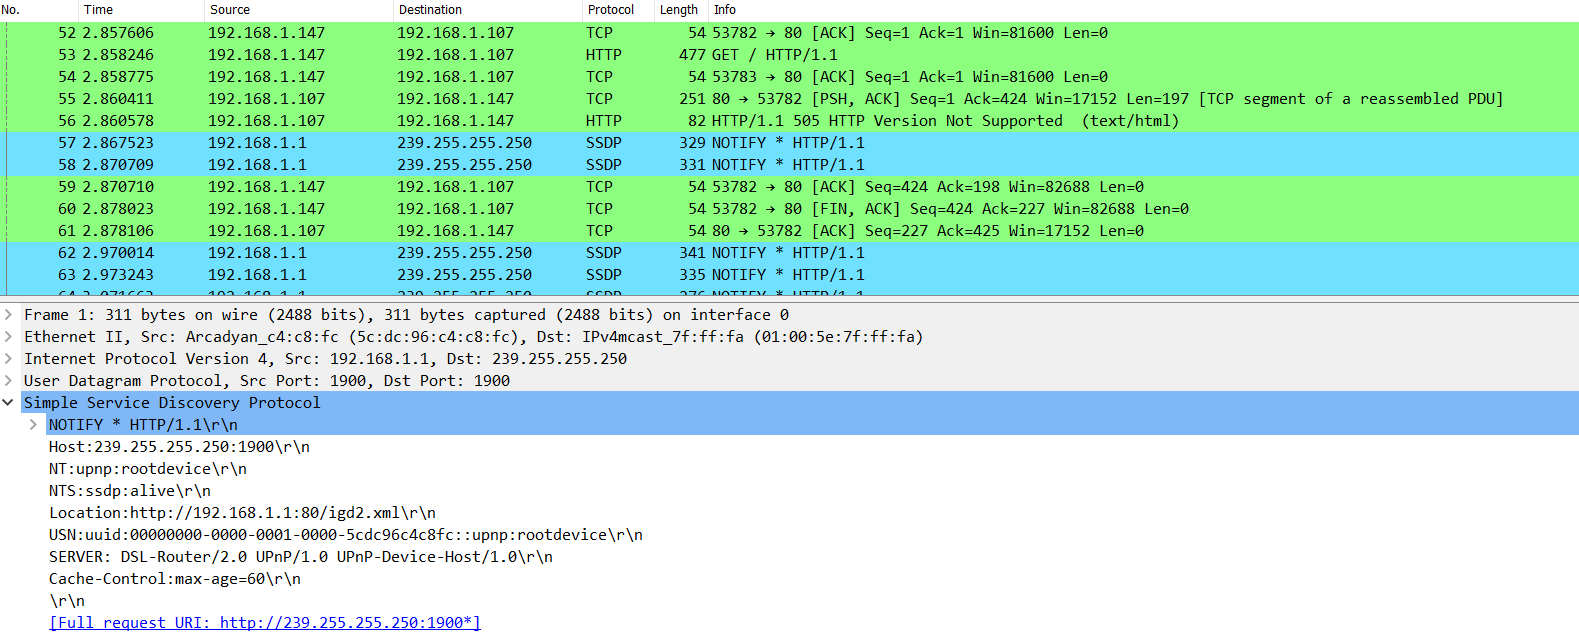 No. Time Source Destination Protocol Length Info
52 2.857606 192.168.1.147 192.168.1.107 TCP 54 53782 → 80 [ACK] Seq=1 Ack=1 Win=81600 Len=0
53 2.858246 192.168.1.147 192.168.1.107 HTTP 477 GET / HTTP/1.1
54 2.858775 192.168.1.147 192.168.1.107 TCP 54 53783 → 80 [ACK] Seq=1 Ack=1 Win=81600 Len=0
55 2.860411 192.168.1.107 192.168.1.147 TCP 251 80 → 53782 [PSH, ACK] Seq=1 Ack=424 Win=17152 Len=197 [TCP segment of a reassembled PDU]
56 2.860578 192.168.1.107 192.168.1.147 HTTP 82 HTTP/1.1 505 HTTP Version Not Supported (text/html)
57 2.867523 192.168.1.1 239.255.255.250 SSDP 329 NOTIFY * HTTP/1.1
58 2.870709 192.168.1.1 239.255.255.250 SSDP 331 NOTIFY * HTTP/1.1
59 2.870710 192.168.1.147 192.168.1.107 TCP 54 53782 → 80 [ACK] Seq=424 Ack=198 Win=82688 Len=0
60 2.878023 192.168.1.147 192.168.1.107 TCP 54 53782 → 80 [FIN, ACK] Seq=424 Ack=227 Win=82688 Len=0
61 2.878106 192.168.1.107 192.168.1.147 TCP 54 80 → 53782 [ACK] Seq=227 Ack=425 Win=17152 Len=0
62 2.970014 192.168.1.1 239.255.255.250 SSDP 341 NOTIFY * HTTP/1.1
63 2.973243 192.168.1.1 239.255.255.250 SSDP 335 NOTIFY * HTTP/1.1
Frame 1: 311 bytes on wire (2488 bits), 311 bytes captured (2488 bits) on interface 0
Ethernet II, Src: Arcadyan_c4:c8:fc (5c:dc:96:c4:c8:fc), Dst: IPv4mcast_7f:ff:fa (01:00:5e:7f:ff:fa)
Internet Protocol Version 4, Src: 192.168.1.1, Dst: 239.255.255.250
User Datagram Protocol, Src Port: 1900, Dst Port: 1900
Simple Service Discovery Protocol
NOTIFY * HTTP/1.1\r\n
Host:239.255.255.250:1900\r\n
NT:upnp:rootdevice\r\n
NTS:ssdp:alive\r\n
Location:http://192.168.1.1:80/igd2.xml\r\n
USN:uuid:00000000-0000-0001-0000-5cdc96c4c8fc::upnp:rootdevice\r\n
SERVER: DSL-Router/2.0 UPnP/1.0 UPnP-Device-Host/1.0\r\n
Cache-Control:max-age=60\r\n
\r\n
[Full request URI: http://239.255.255.250:1900*]